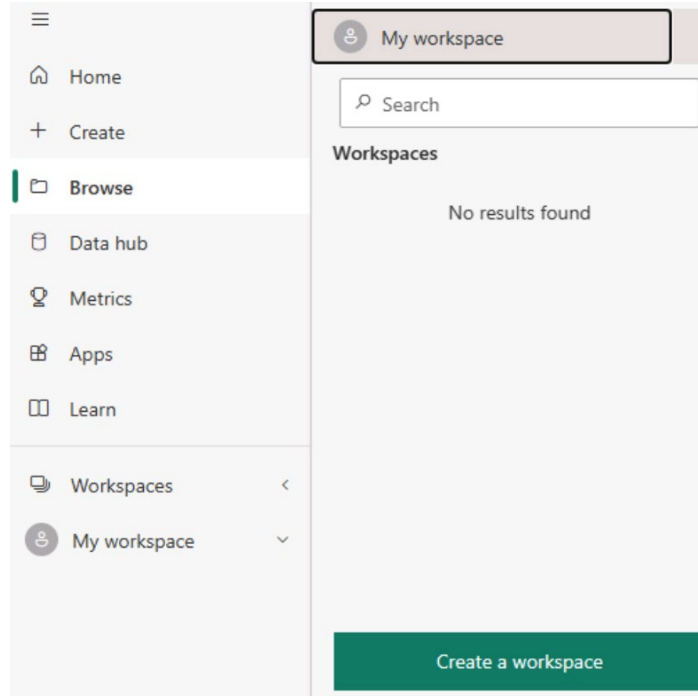 Home
Create
Browse
Data hub
Metrics
Apps
Learn
Workspaces
My workspace
My workspace
Search
Workspaces
No results found
Create a workspace